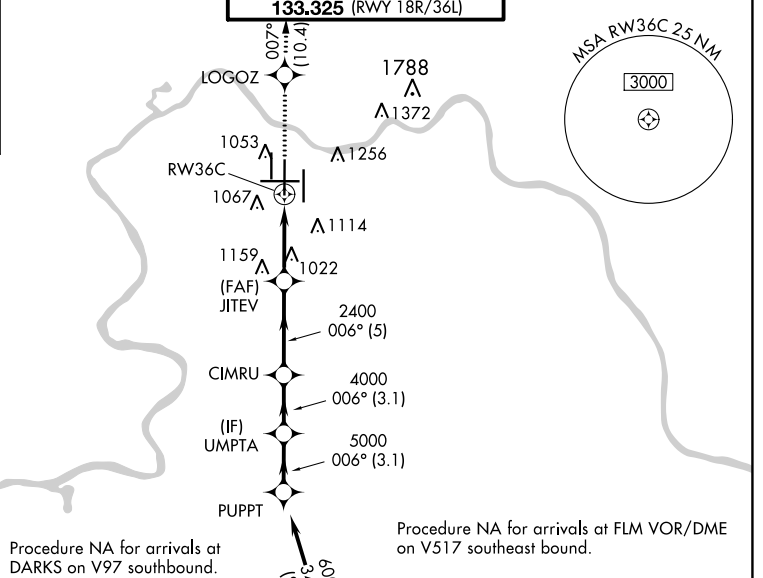 133.325 (RWY 18R/36L)
007°
(10.4)
LOGOZ
1788
1372
MSA RW36C 25 NM
3000
1053
1256
RW36C
1067
1114
1159
1022
(FAF)
JITEV
2400
006° (5)
CIMRU
4000
006° (3.1)
(IF)
UMPTA
5000
006° (3.1)
PUPPT
Procedure NA for arrivals at
DARKS on V97 southbound.
Procedure NA for arrivals at FLM VOR/DME
on V517 southeast bound.